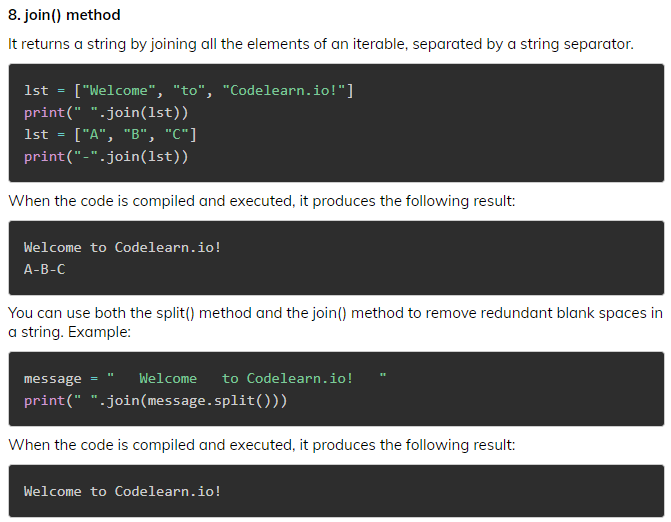 8. join() method
It returns a string by joining all the elements of an iterable, separated by a string separator.
lst = ["Welcome", "to", "Codelearn.io!"]
print(" ".join(lst))
lst = ["A", "B", "C"]
print("-".join(lst))
When the code is compiled and executed, it produces the following result:
Welcome to Codelearn.io!
A-B-C
You can use both the split() method and the join() method to remove redundant blank spaces in
a string. Example:
message = "   Welcome   to Codelearn.io!   "
print(" ".join(message.split()))
When the code is compiled and executed, it produces the following result:
Welcome to Codelearn.io!